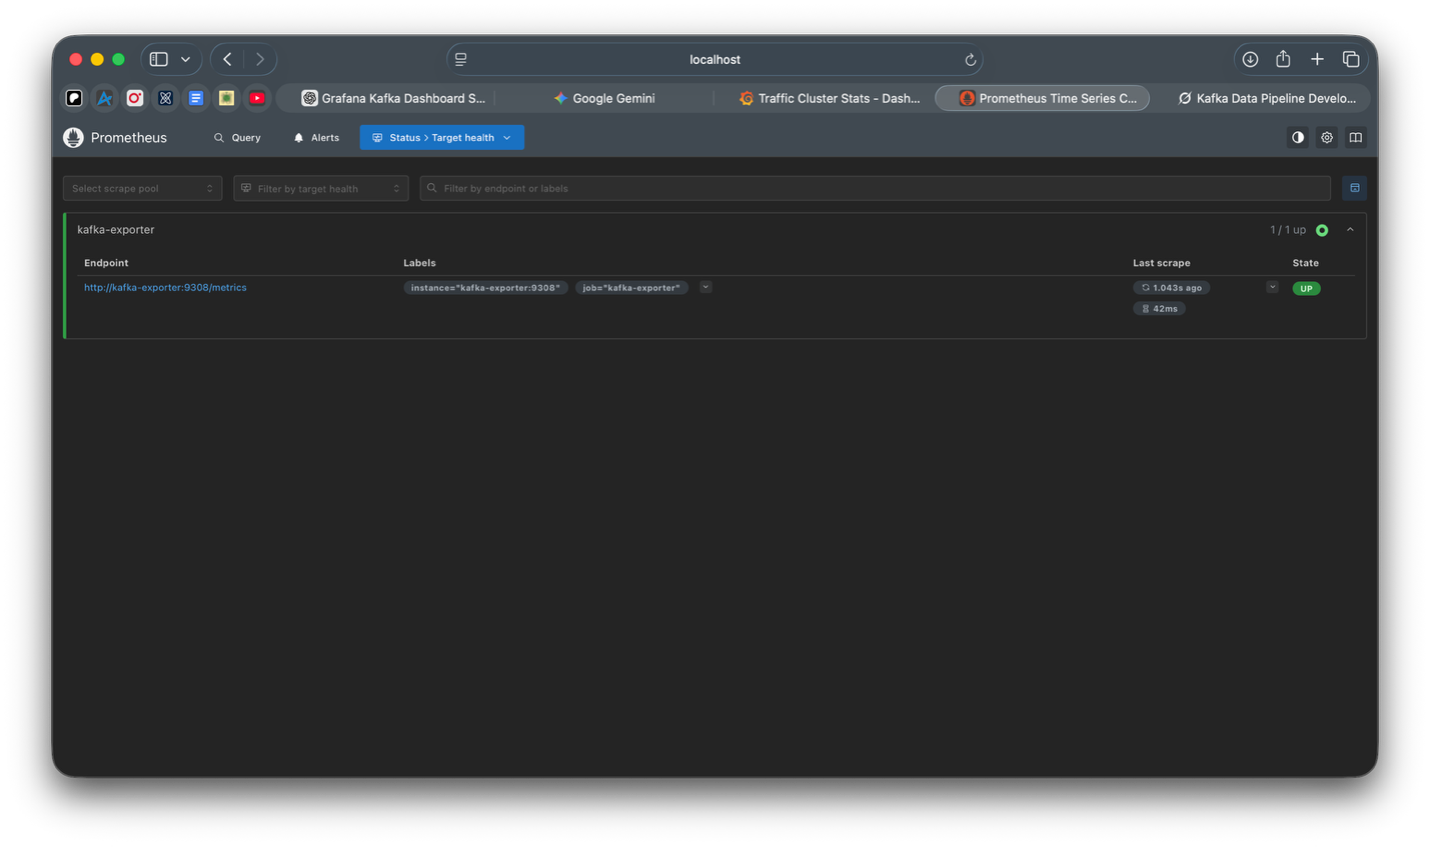 localhost
Grafana Kafka Dashboard S...
Google Gemini
Traffic Cluster Stats - Dash...
Prometheus Time Series C...
Kafka Data Pipeline Develo...
Prometheus
Query
Alerts
Status > Target health
Select scrape pool
Filter by target health
Filter by endpoint or labels
kafka-exporter
1 / 1 up
Endpoint
Labels
Last scrape
State
http://kafka-exporter:9308/metrics
instance="kafka-exporter:9308"
job="kafka-exporter"
1.043s ago
UP
42ms